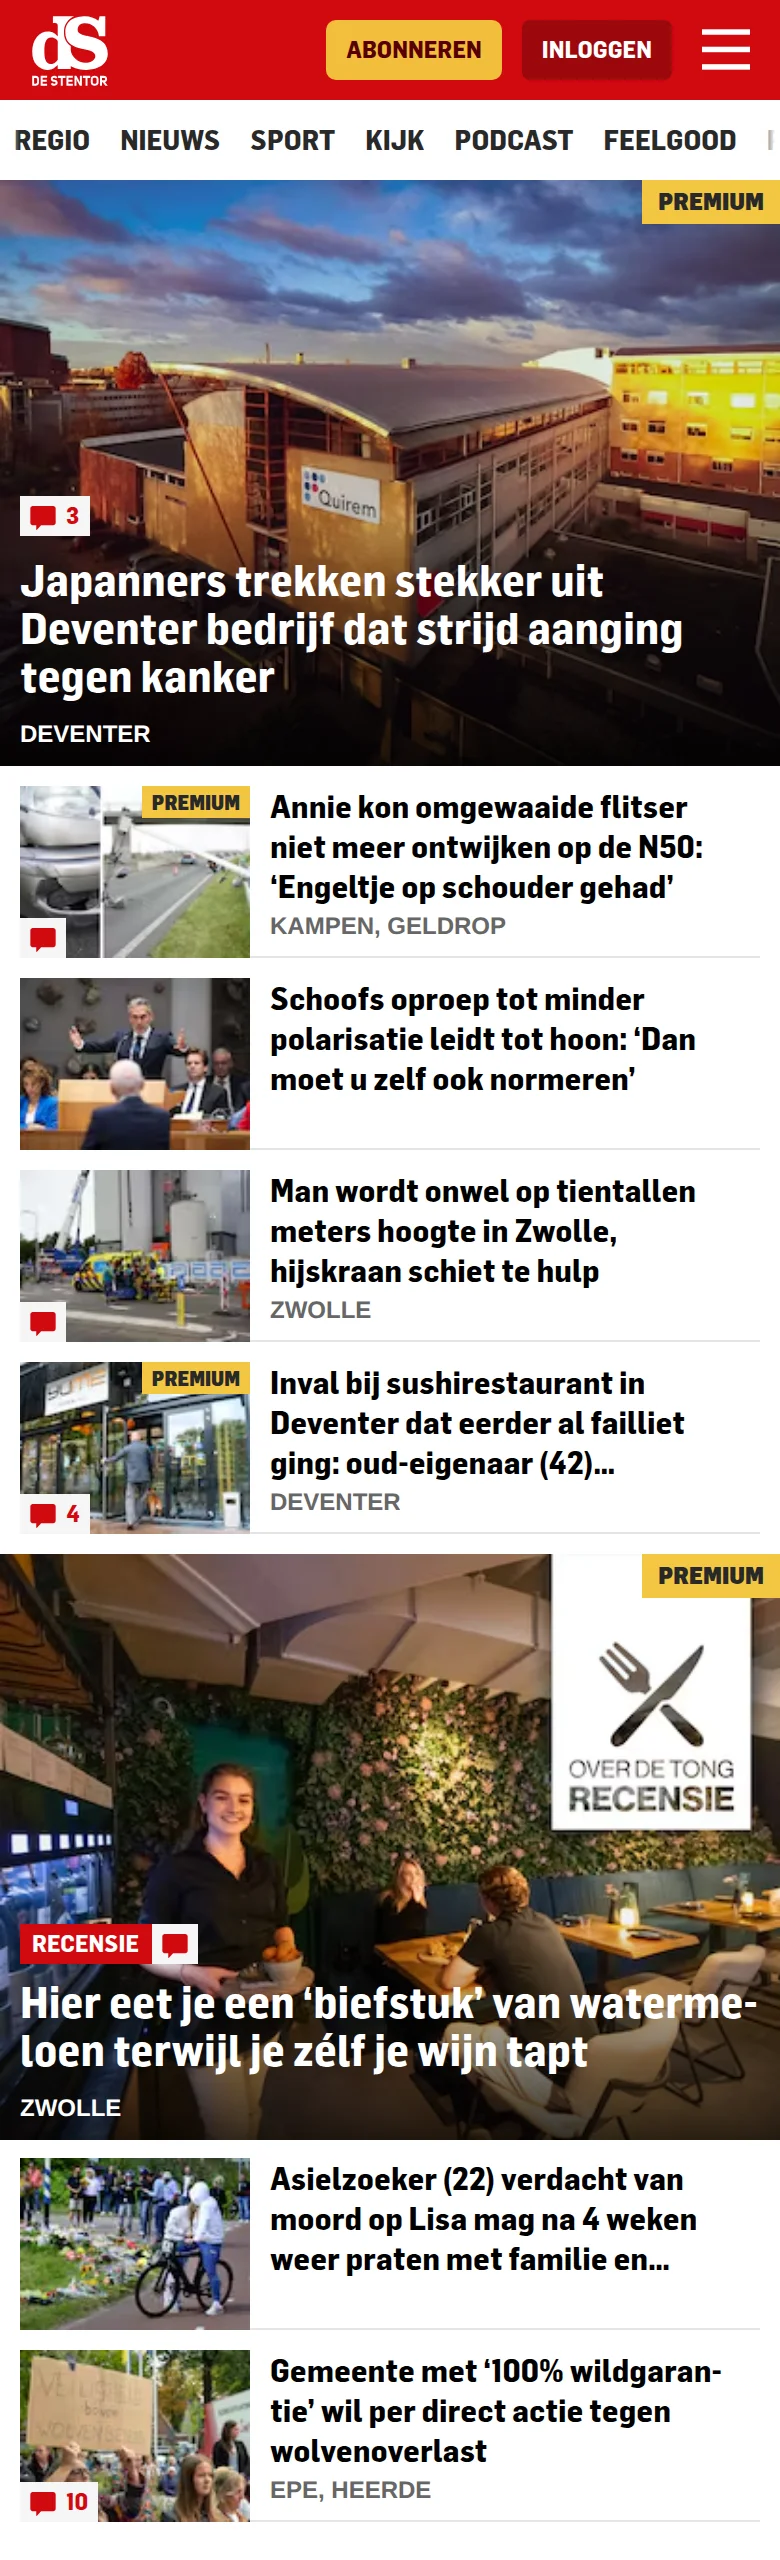 dS
DE STENTOR
ABONNEREN
INLOGGEN
REGIO NIEUWS SPORT KIJK PODCAST FEELGOOD
PREMIUM
Quirem
3
Japanners trekken stekker uit
Deventer bedrijf dat strijd aanging
tegen kanker
DEVENTER
PREMIUM
Annie kon omgewaaide flitser
niet meer ontwijken op de N50:
‘Engeltje op schouder gehad’
KAMPEN, GELDROP
Schoofs oproep tot minder
polarisatie leidt tot hoon: ‘Dan
moet u zelf ook normeren’
Man wordt onwel op tientallen
meters hoogte in Zwolle,
hijskraan schiet te hulp
ZWOLLE
PREMIUM
4
Inval bij sushirestaurant in
Deventer dat eerder al failliet
ging: oud-eigenaar (42)...
DEVENTER
PREMIUM
OVER DE TONG
RECENSIE
RECENSIE
Hier eet je een ‘biefstuk’ van waterme-
loen terwijl je zélf je wijn tapt
ZWOLLE
Asielzoeker (22) verdacht van
moord op Lisa mag na 4 weken
weer praten met familie en...
10
Gemeente met ‘100% wildgaran-
tie’ wil per direct actie tegen
wolvenoverlast
EPE, HEERDE